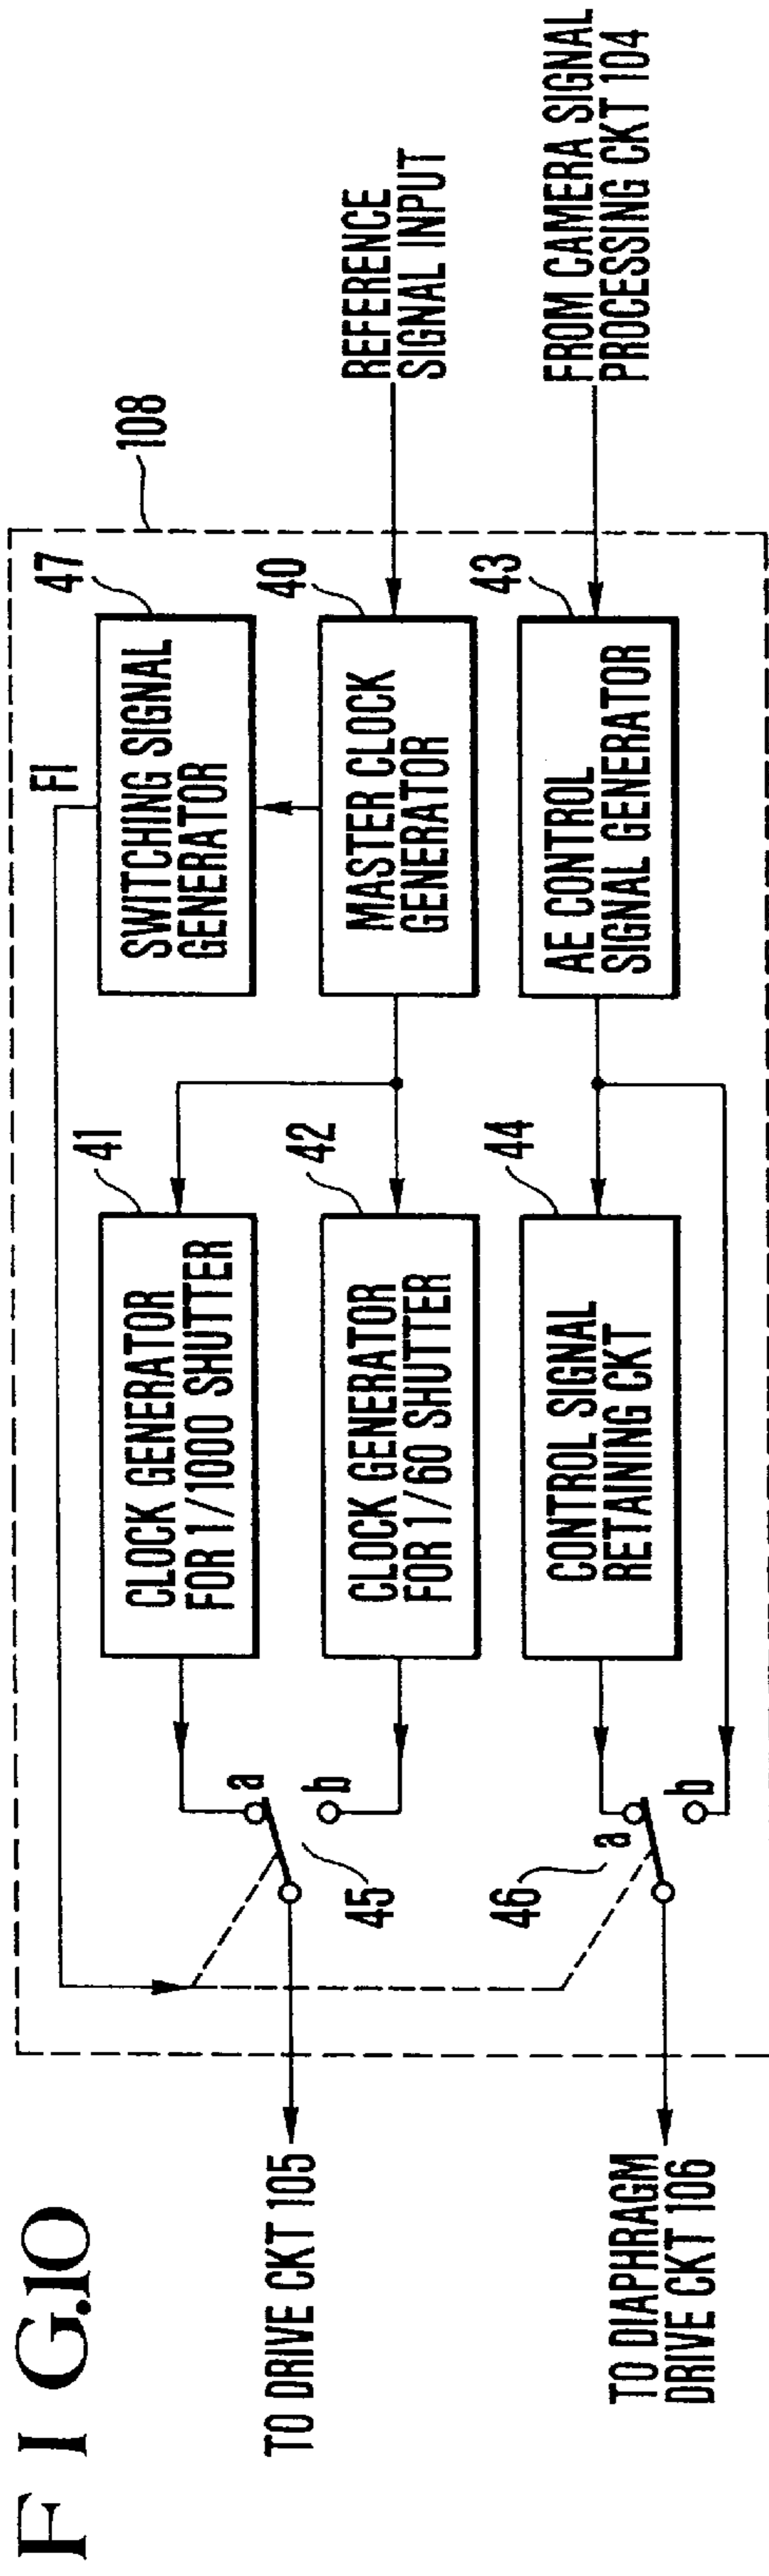 FIG.10
TO DRIVE CKT 105
TO DIAPHRAGM
DRIVE CKT 106
45
46
a
b
a
b
41
CLOCK GENERATOR
FOR 1/1000 SHUTTER
42
CLOCK GENERATOR
FOR 1/60 SHUTTER
44
CONTROL SIGNAL
RETAINING CKT
FI
47
SWITCHING SIGNAL
GENERATOR
40
MASTER CLOCK
GENERATOR
43
AE CONTROL
SIGNAL GENERATOR
108
REFERENCE
SIGNAL INPUT
FROM CAMERA SIGNAL
PROCESSING CKT 104